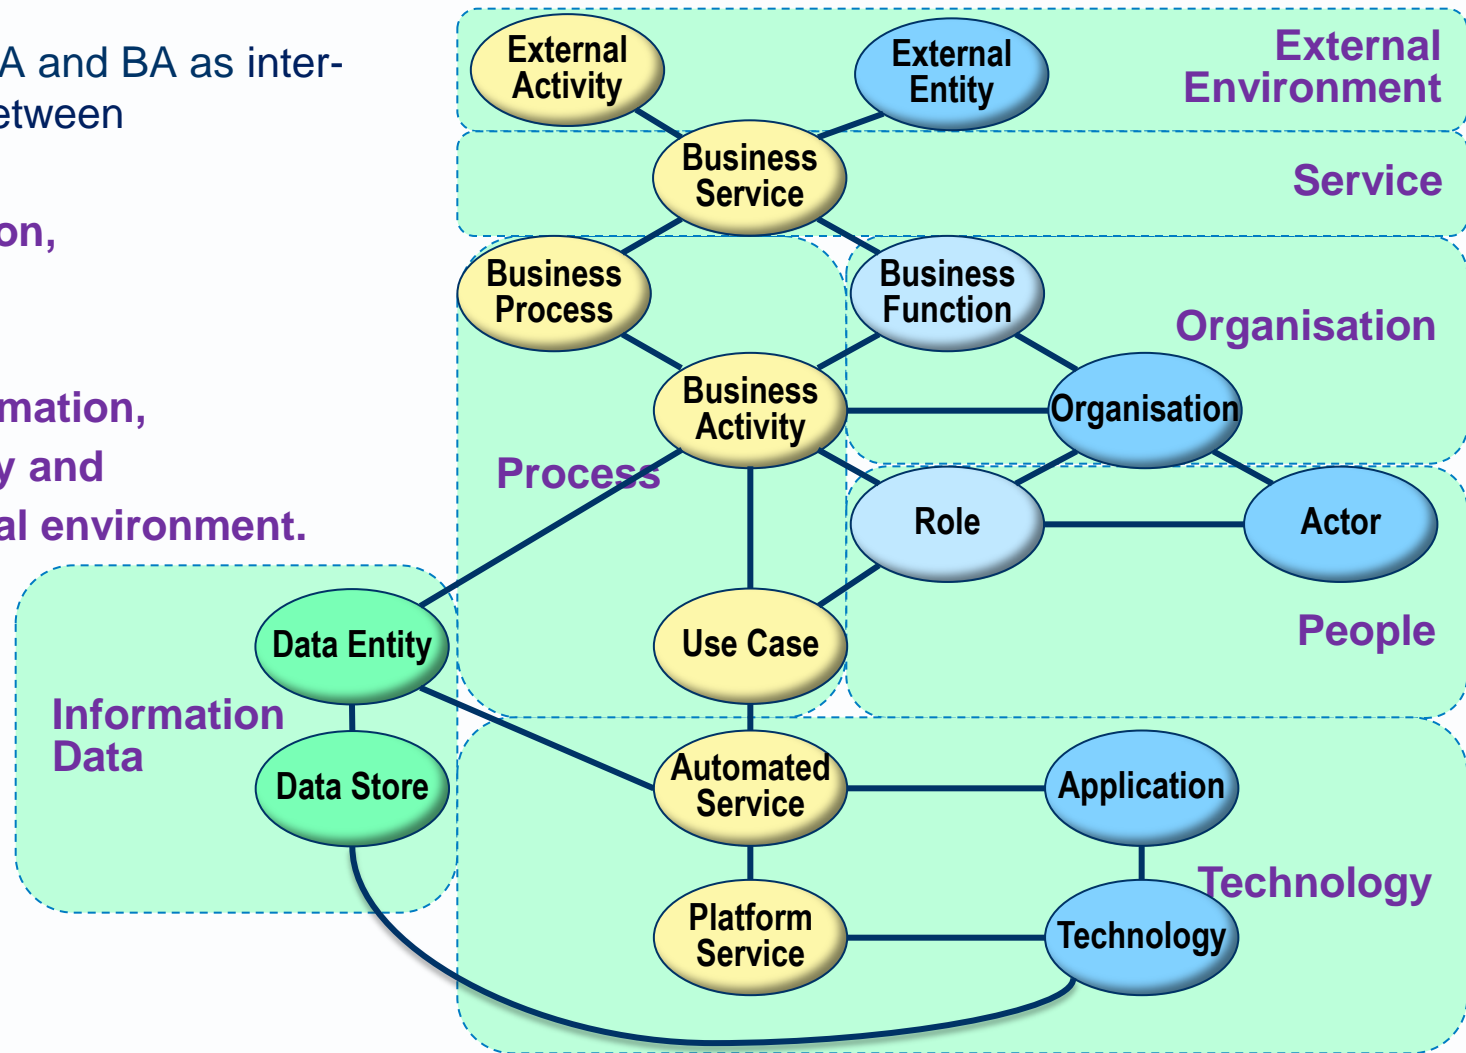 A and BA as inter-
etween
on,
mation,
y and
al environment.
External
Activity
External
Entity
External
Environment
Business
Service
Service
Business
Process
Business
Function
Organisation
Business
Activity
Organisation
Process
Role
Actor
Data Entity
Use Case
People
Information
Data
Data Store
Automated
Service
Application
Technology
Platform
Service
Technology